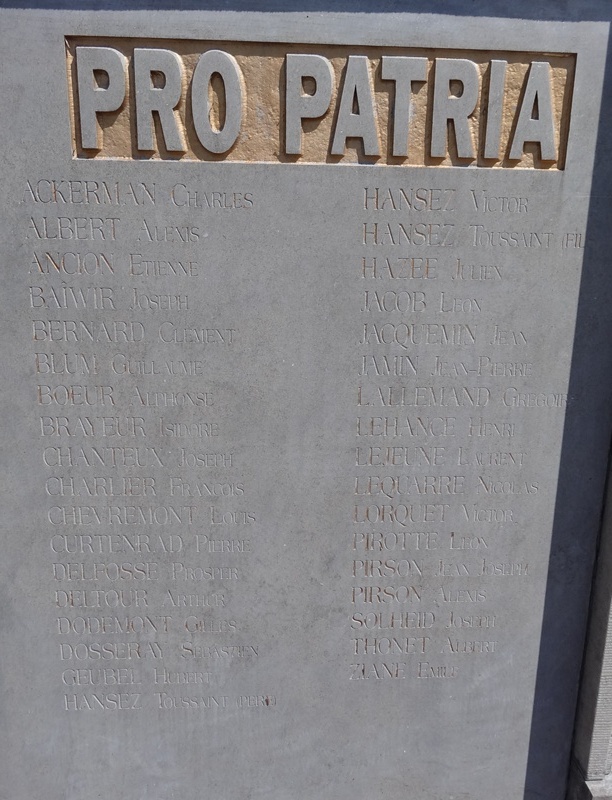 PRO PATRIA
ACKERMAN CHARLES
ALBERT ALEXIS
ANCION ETIENNE
BAÏWIR JOSEPH
BERNARD CLEMENT
BLUM GUILLAUME
BOEUR ALPHONSE
BRAYEUR ISIDORE
CHANTEUX JOSEPH
CHARLIER FRANCOIS
CHEVREMONT LOUIS
CURTENRAD PIERRE
DELFOSSE PROSPER
DELTOUR ARTHUR
DODEMONT GILLES
DOSSERAY SEBASTIEN
GEUBEL HUBERT
HANSEZ TOUSSAINT (PERE)
HANSEZ VICTOR
HANSEZ TOUSSAINT (FIL
HAZEE JULIEN
JACOB LEON
JACQUEMIN JEAN
JAMIN JEAN-PIERRE
LALLEMAND GREGOIRE
LEHANCE HENRI
LEJEUNE LAURENT
LEQUARRE NICOLAS
LORQUET VICTOR
PIROTTE LEON
PIRSON JEAN JOSEPH
PIRSON ALEXIS
SOLHEID JOSEPH
THONET ALBERT
ZIANE EMILE